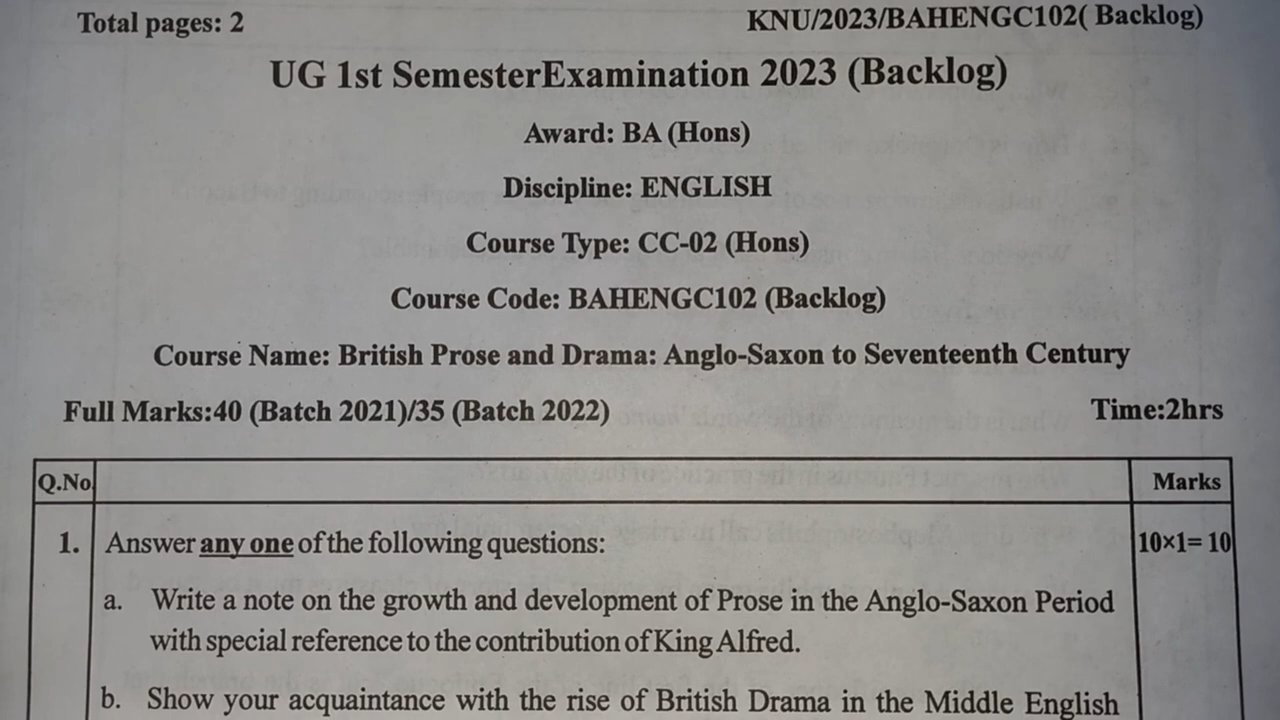 Total pages: 2 KNU/2023/BAHENGC102( Backlog)
UG 1st SemesterExamination 2023 (Backlog)
Award: BA (Hons)
Discipline: ENGLISH
Course Type: CC-02 (Hons)
Course Code: BAHENGC102 (Backlog)
Course Name: British Prose and Drama: Anglo-Saxon to Seventeenth Century
Full Marks:40 (Batch 2021)/35 (Batch 2022) Time:2hrs
Q.No Marks
1. Answer any one of the following questions: 10×1= 10
a. Write a note on the growth and development of Prose in the Anglo-Saxon Period
with special reference to the contribution of King Alfred.
b. Show your acquaintance with the rise of British Drama in the Middle English